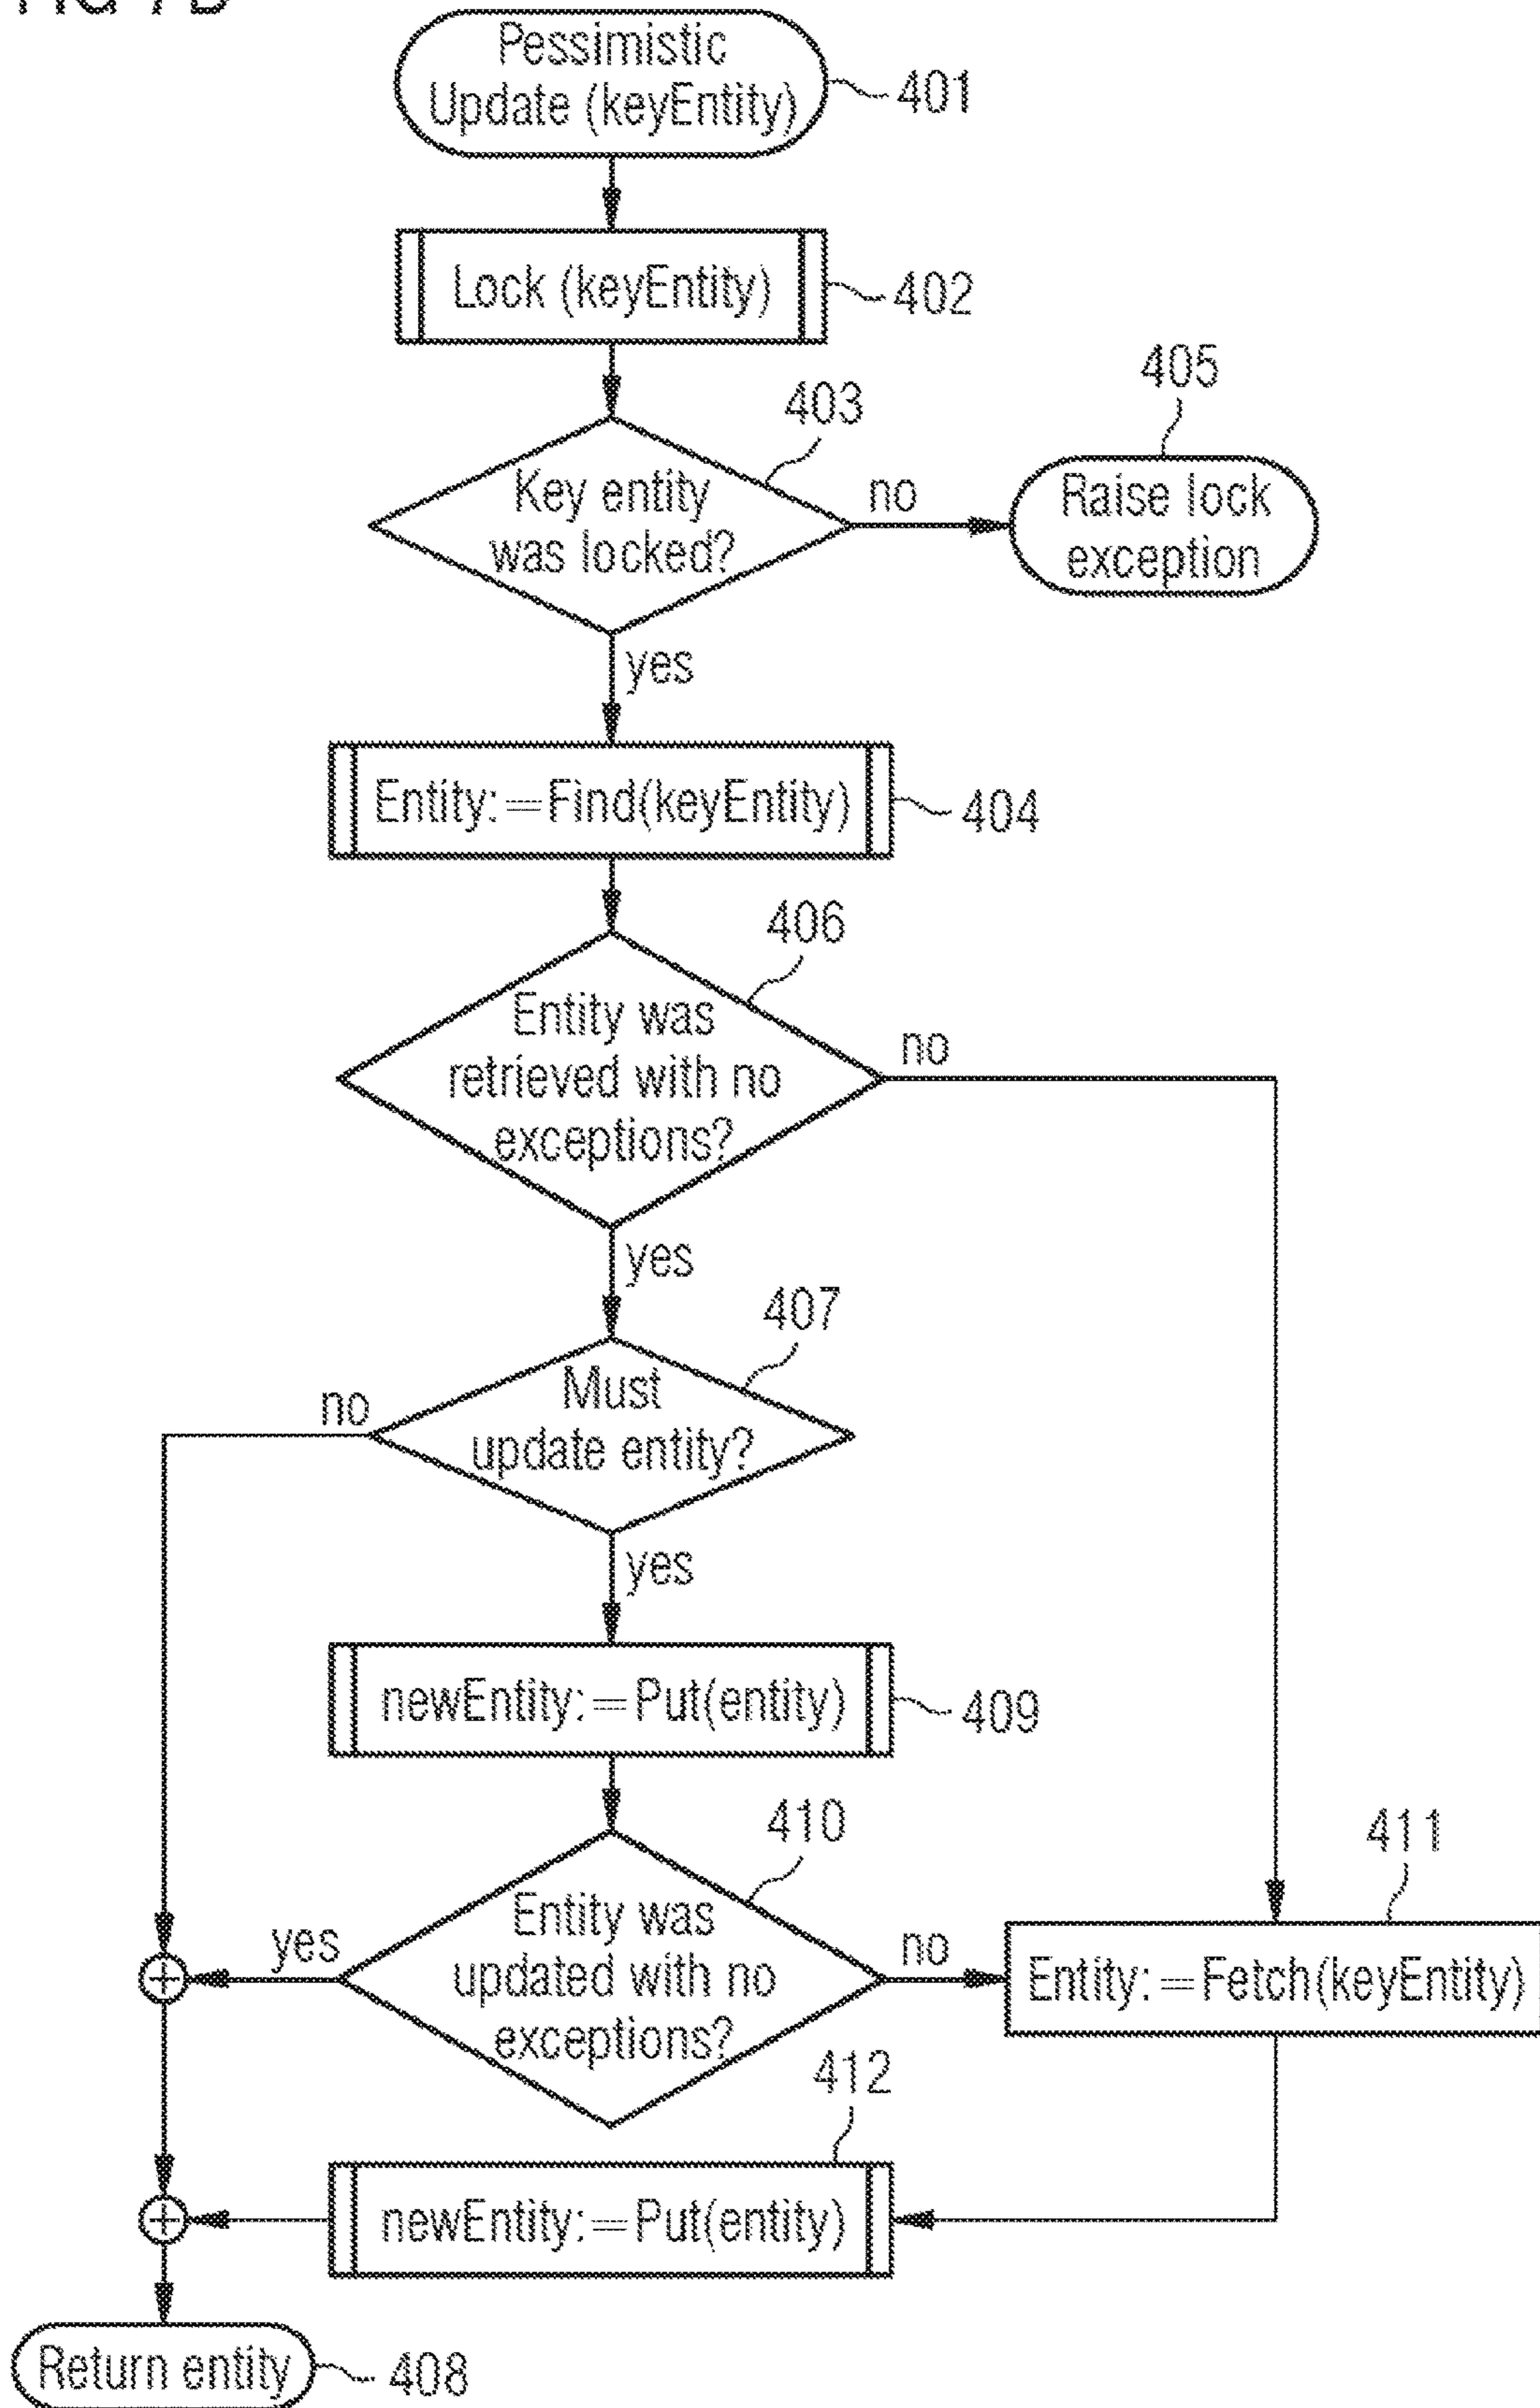 Pessimistic
Update (keyEntity)
401
Lock (keyEntity)
402
403
405
Key entity
was locked?
no
Raise lock
exception
yes
Entity:=Find(keyEntity)
404
406
Entity was
retrieved with no
exceptions?
no
yes
407
no
Must
update entity?
yes
newEntity:=Put(entity)
409
410
411
yes
Entity was
updated with no
exceptions?
no
Entity:=Fetch(keyEntity)
412
newEntity:=Put(entity)
Return entity
408